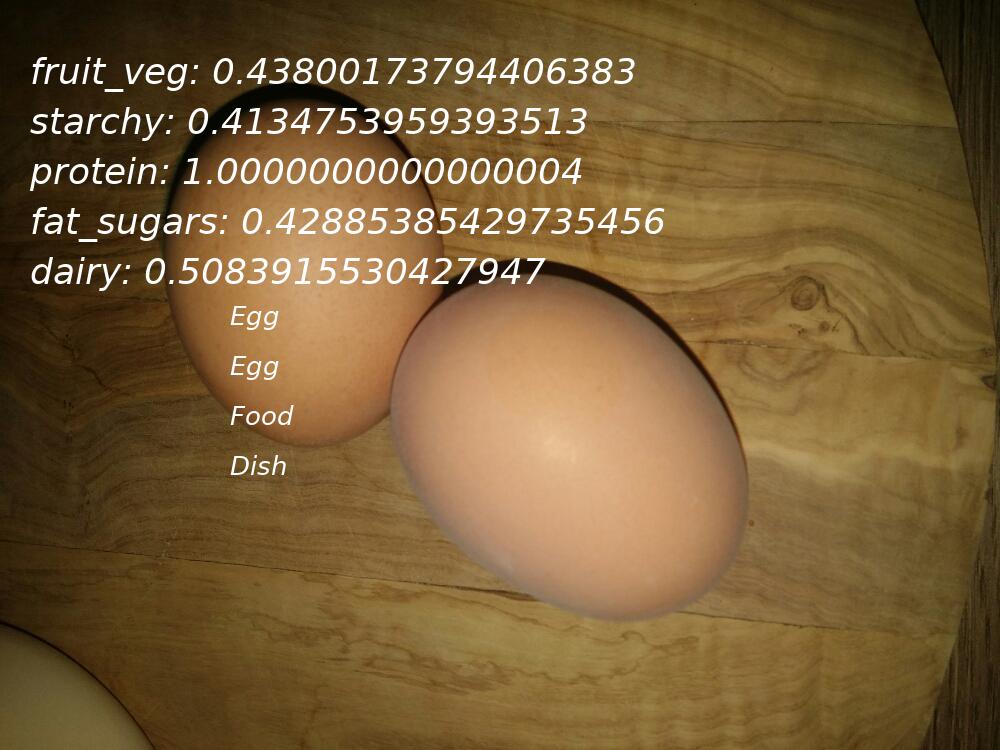 fruit_veg: 0.43800173794406383
starchy: 0.4134753959393513
protein: 1.0000000000000004
fat_sugars: 0.42885385429735456
dairy: 0.5083915530427947
Egg
Egg
Food
Dish